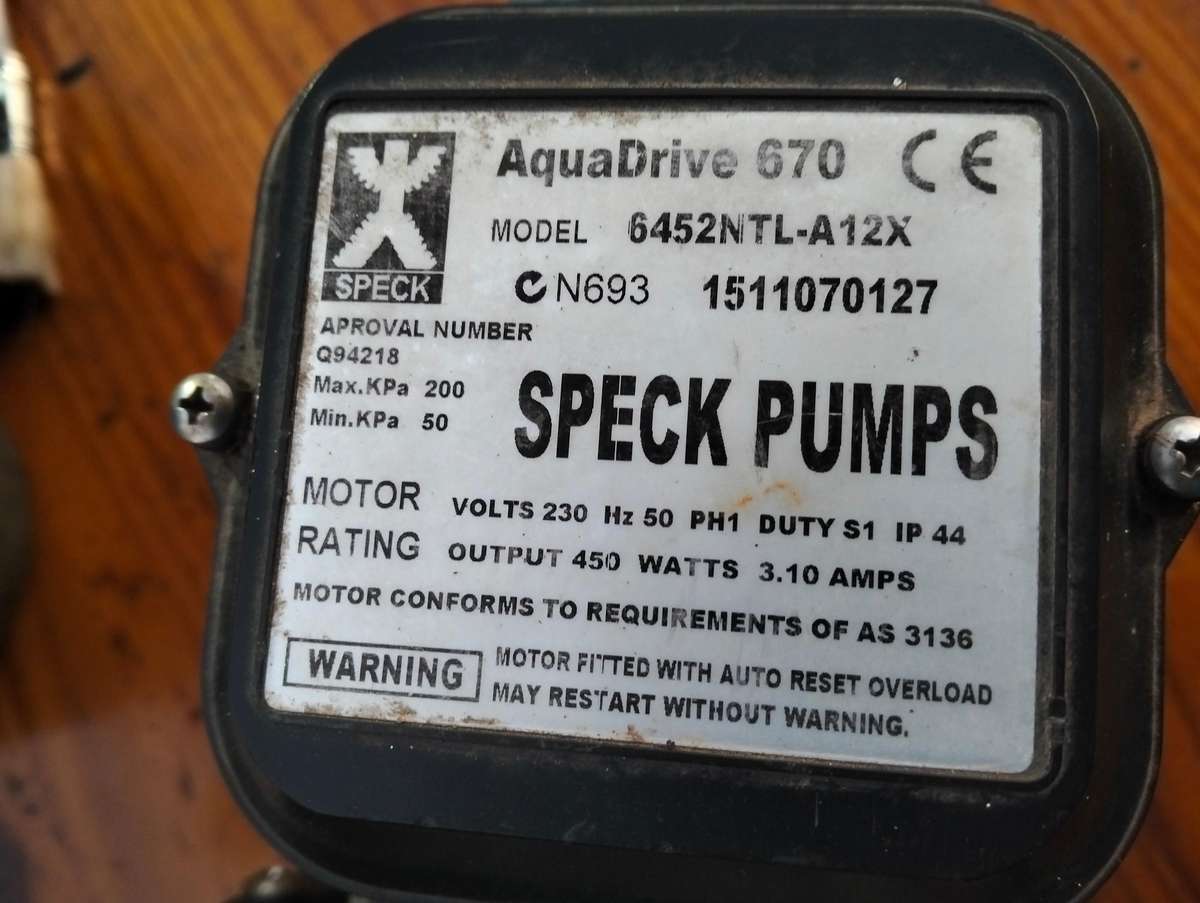 AquaDrive 670 CE
MODEL 6452NTL-A12X
SPECK
N693 1511070127
APROVAL NUMBER
Q94218
Max.KPa 200
Min.KPa 50
SPECK PUMPS
MOTOR RATING
VOLTS 230 Hz 50 PH1 DUTY S1 IP 44
OUTPUT 450 WATTS 3.10 AMPS
MOTOR CONFORMS TO REQUIREMENTS OF AS 3136
WARNING
MOTOR FITTED WITH AUTO RESET OVERLOAD
MAY RESTART WITHOUT WARNING.